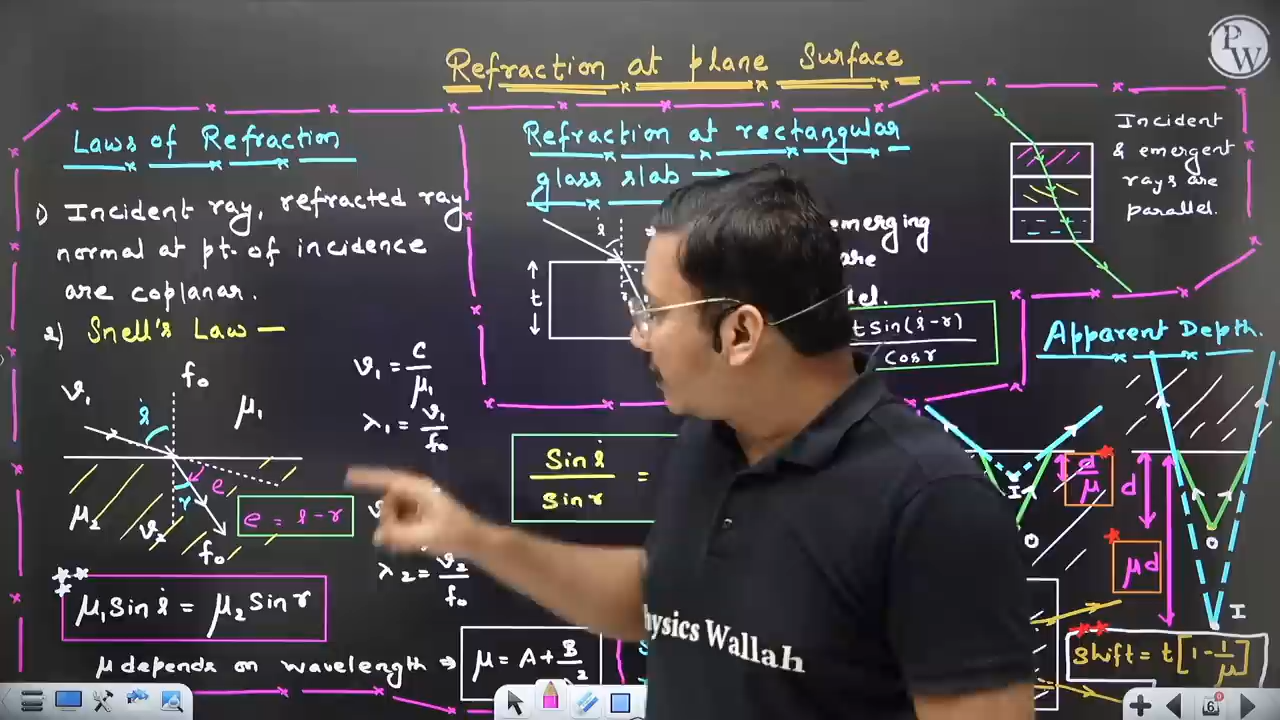 PW
Refraction at plane Surface
Laws of Refraction
1) Incident ray, refracted ray
normal at pt. of incidence
are coplanar.
2) Snell's Law —
v₁
f₀
μ₁
i
e
r
μ₂
v₂
f₀
e = i - r
v₁ = c/μ₁
λ₁ = v₁/f₀
λ₂ = v₂/f₀
μ₁ Sin i = μ₂ Sin r
μ depends on wavelength →
μ = A + B/
Refraction at rectangular
glass slab →
i
t
emerging
are
t Sin(i-r)
Cos r
Sin i / Sin r =
Incident
& emergent
rays are
parallel.
Apparent Depth.
I
O
d/μ
d
μd
O
I
Shift = t[1 - 1/μ]
Physics Wallah
6